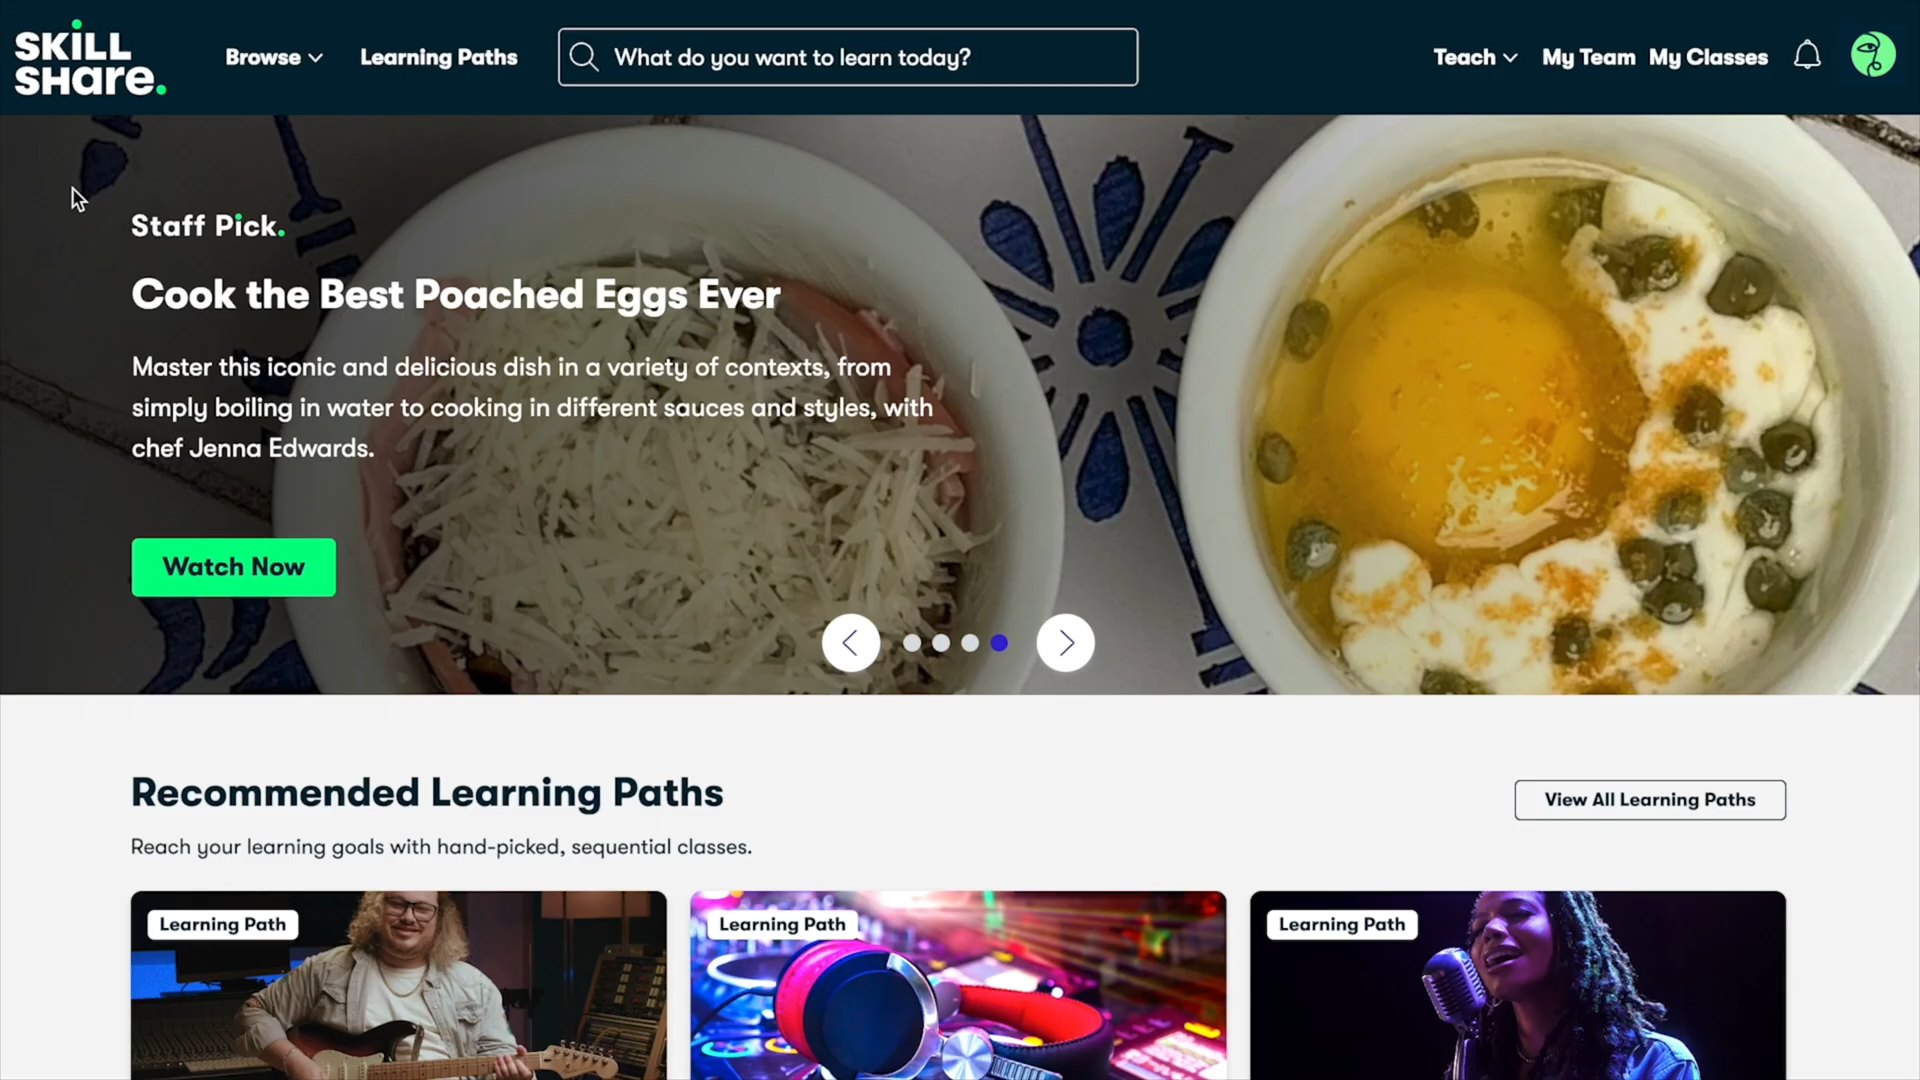 SKILL
SHare.
Browse
Learning Paths
What do you want to learn today?
Teach
My Team
My Classes
Staff Pick.
Cook the Best Poached Eggs Ever
Master this iconic and delicious dish in a variety of contexts, from
simply boiling in water to cooking in different sauces and styles, with
chef Jenna Edwards.
Watch Now
Recommended Learning Paths
View All Learning Paths
Reach your learning goals with hand-picked, sequential classes.
Learning Path
Learning Path
Learning Path